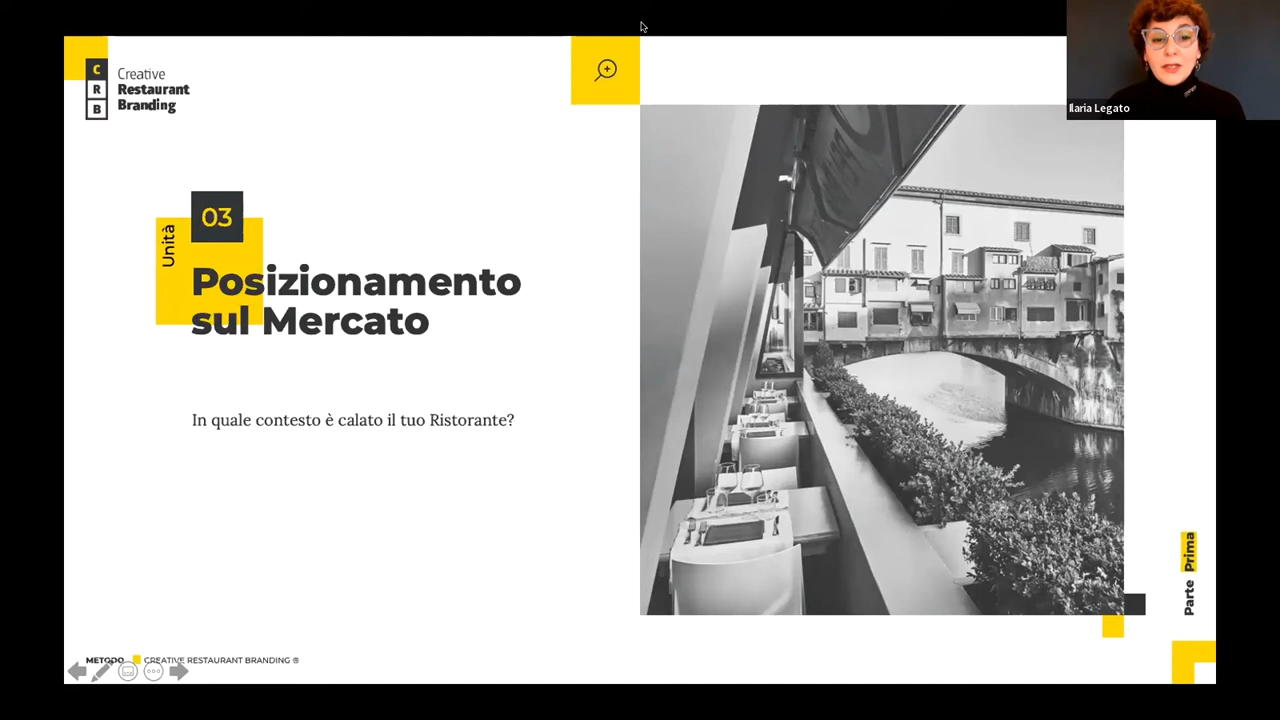 C
R
B
Creative
Restaurant
Branding
Ilaria Legato
Unità
03
Posizionamento
sul Mercato
In quale contesto è calato il tuo Ristorante?
Parte Prima
METODO CREATIVE RESTAURANT BRANDING ®